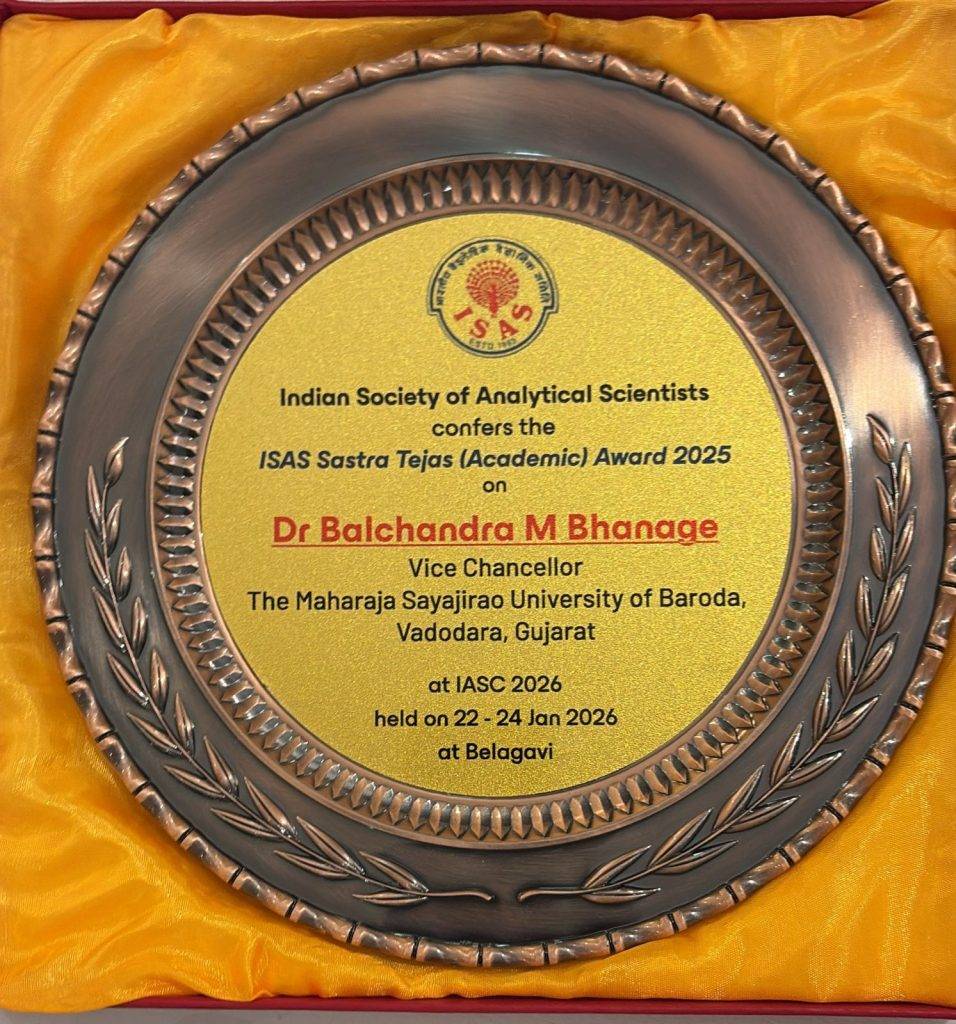 भारतीय वैश्लेषिक वैज्ञानिक समिति
ISAS
Indian Society of Analytical Scientists
confers the
ISAS Sastra Tejas (Academic) Award 2025
on
Dr Balchandra M Bhanage
Vice Chancellor
The Maharaja Sayajirao University of Baroda,
Vadodara, Gujarat
at IASC 2026
held on 22 - 24 Jan 2026
at Belagavi